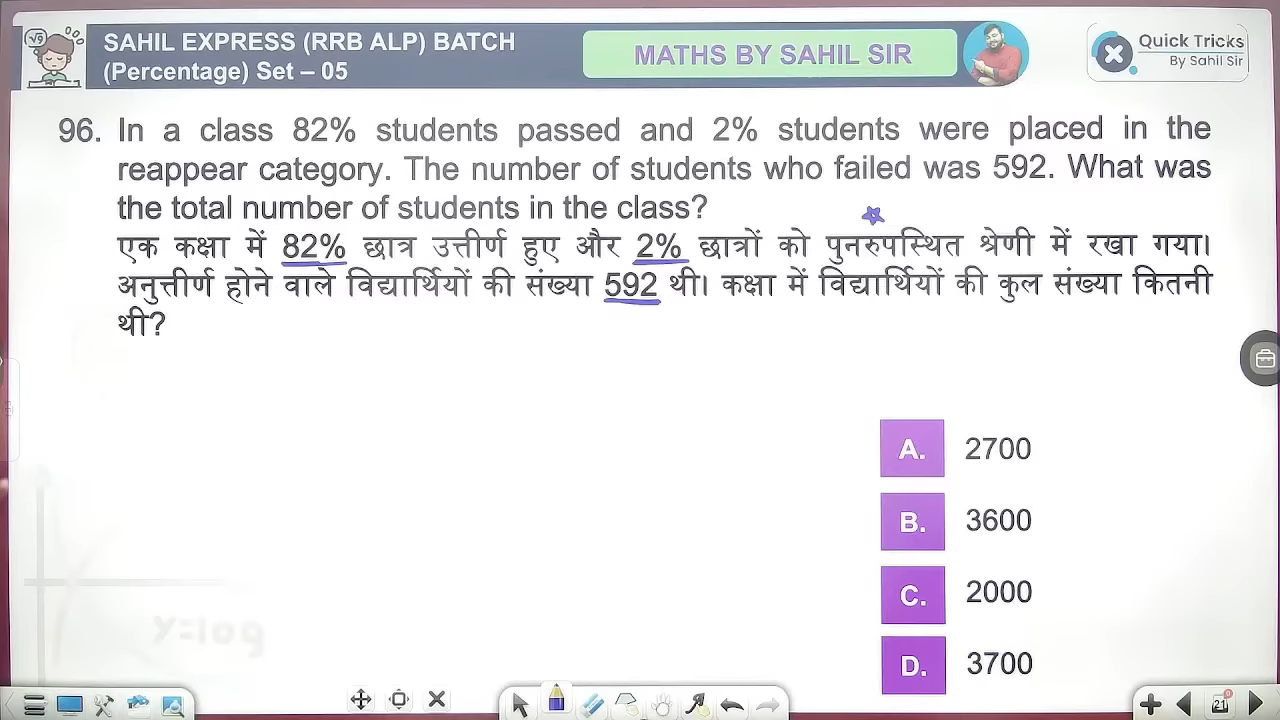 SAHIL EXPRESS (RRB ALP) BATCH
(Percentage) Set – 05
MATHS BY SAHIL SIR
Quick Tricks
By Sahil Sir
96. In a class 82% students passed and 2% students were placed in the
reappear category. The number of students who failed was 592. What was
the total number of students in the class?
एक कक्षा में 82% छात्र उत्तीर्ण हुए और 2% छात्रों को पुनरुपस्थित श्रेणी में रखा गया।
अनुत्तीर्ण होने वाले विद्यार्थियों की संख्या 592 थी। कक्षा में विद्यार्थियों की कुल संख्या कितनी
थी?
A. 2700
B. 3600
C. 2000
D. 3700
y=log
21